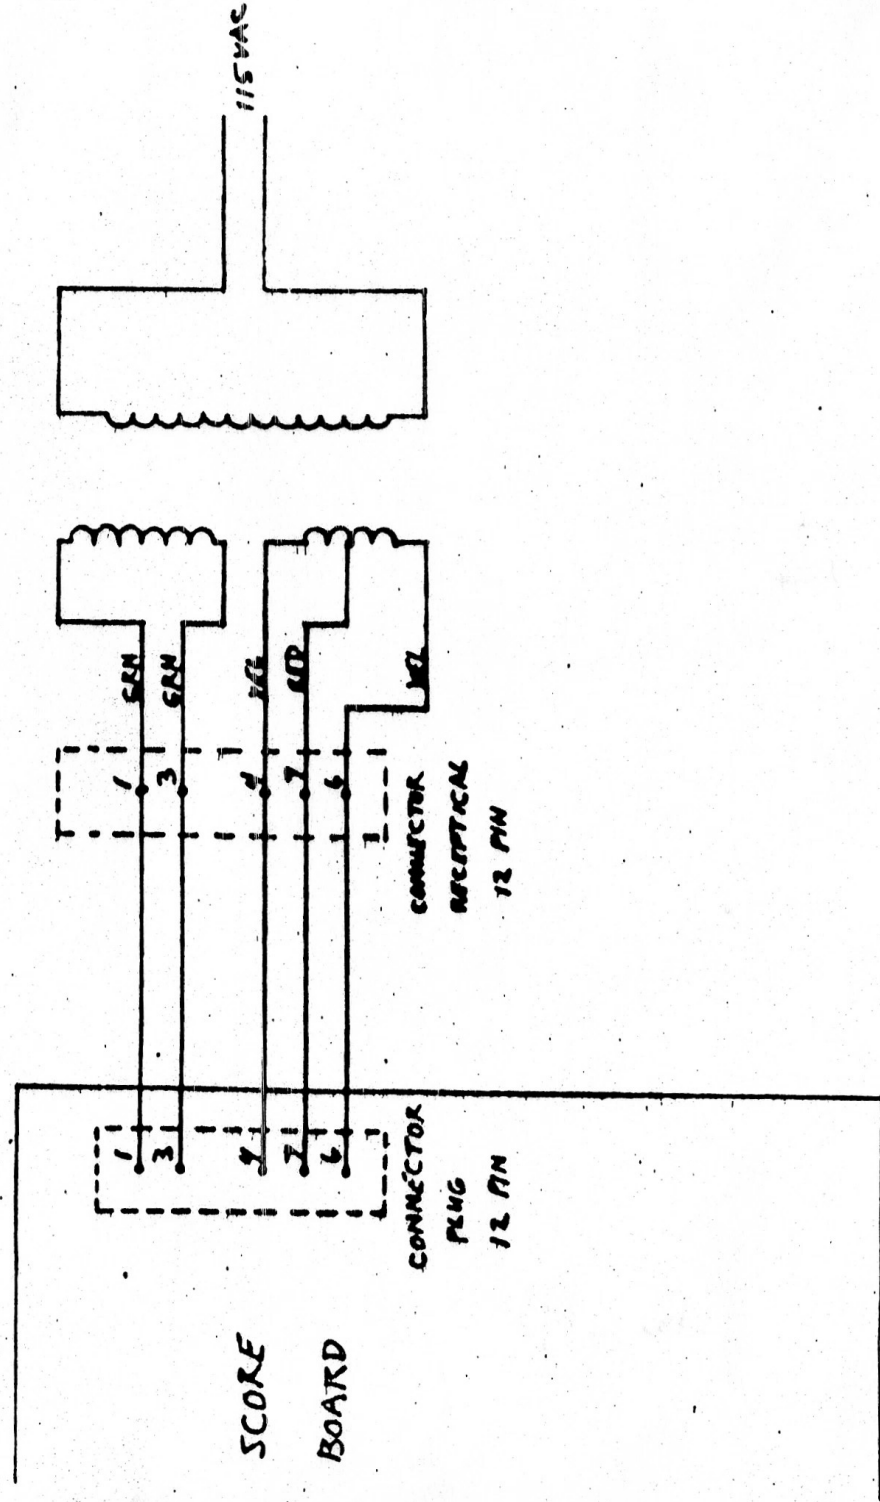 1 1 GRN
3 3 GRN
115VAC
SCORE
4 4 YEL
BOARD
7 7 RED
6 6 YEL
CONNECTOR
PLUG
12 PIN
CONNECTOR
RECEPTICAL
12 PIN